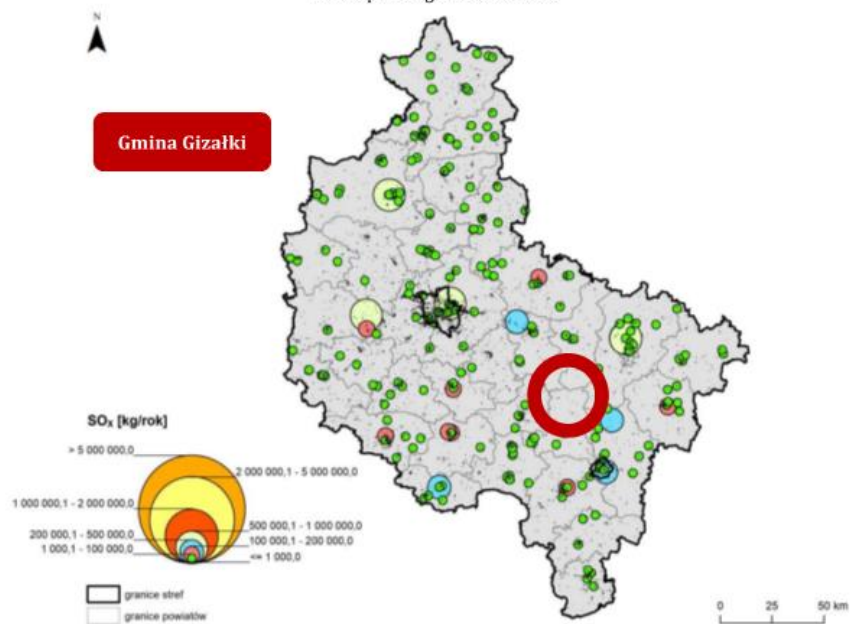 N
Gmina Gizałki
SOx [kg/rok]
> 5 000 000,0
2 000 000,1 - 5 000 000,0
1 000 000,1 - 2 000 000,0
500 000,1 - 1 000 000,0
200 000,1 - 500 000,0
100 000,1 - 200 000,0
1 000,1 - 100 000,0
<= 1 000,0
granice stref
granice powiatów
0 25 50 km